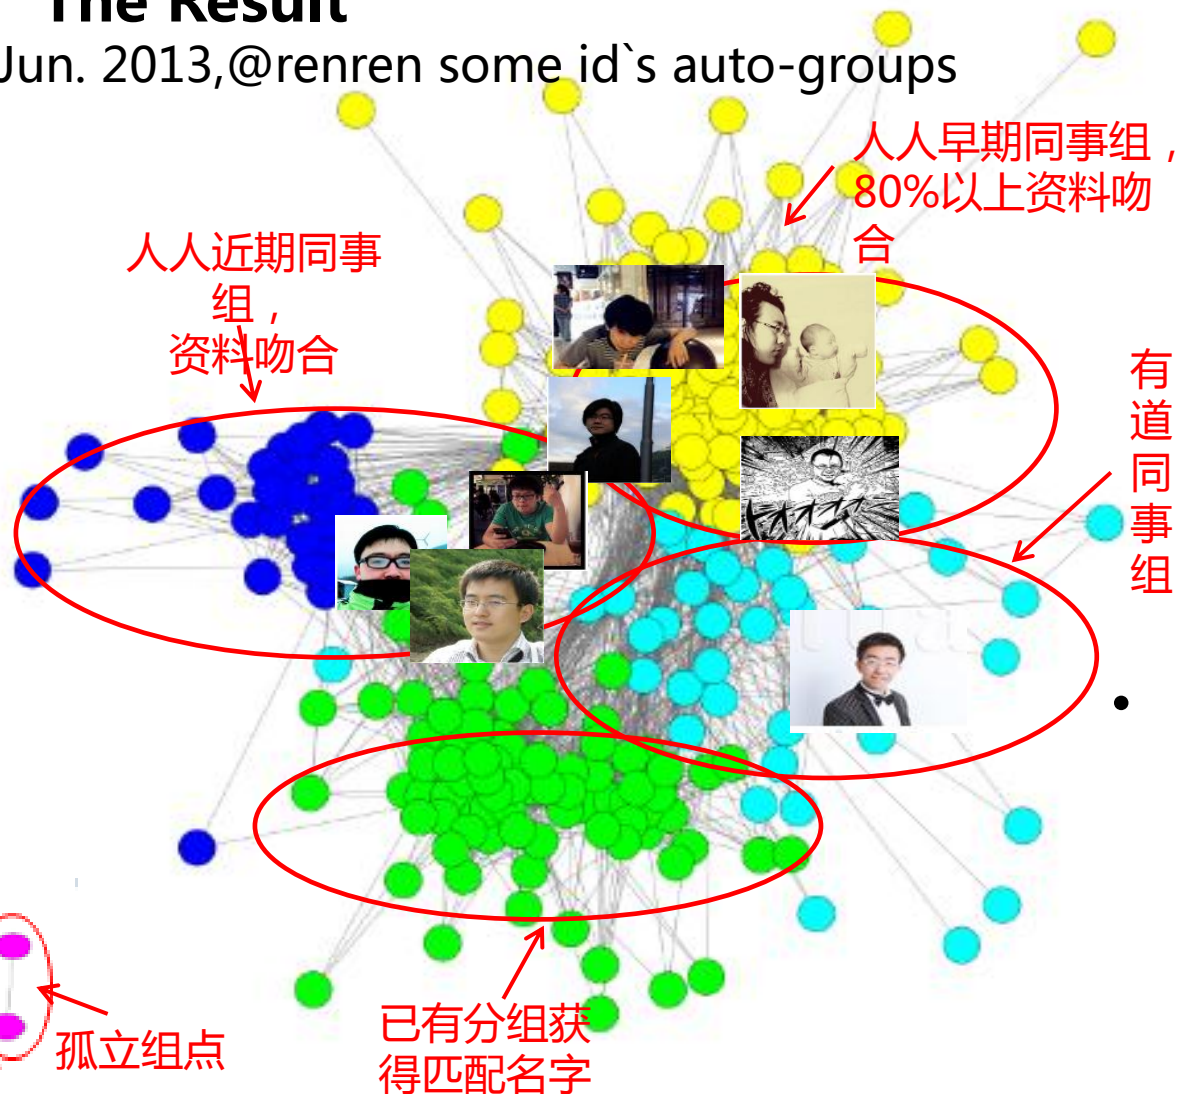 The Result
Jun. 2013,@renren some id`s auto-groups
人人早期同事组，
80%以上资料吻
合
人人近期同事
组，
资料吻合
有
道
同
事
组
已有分组获
得匹配名字
孤立组点